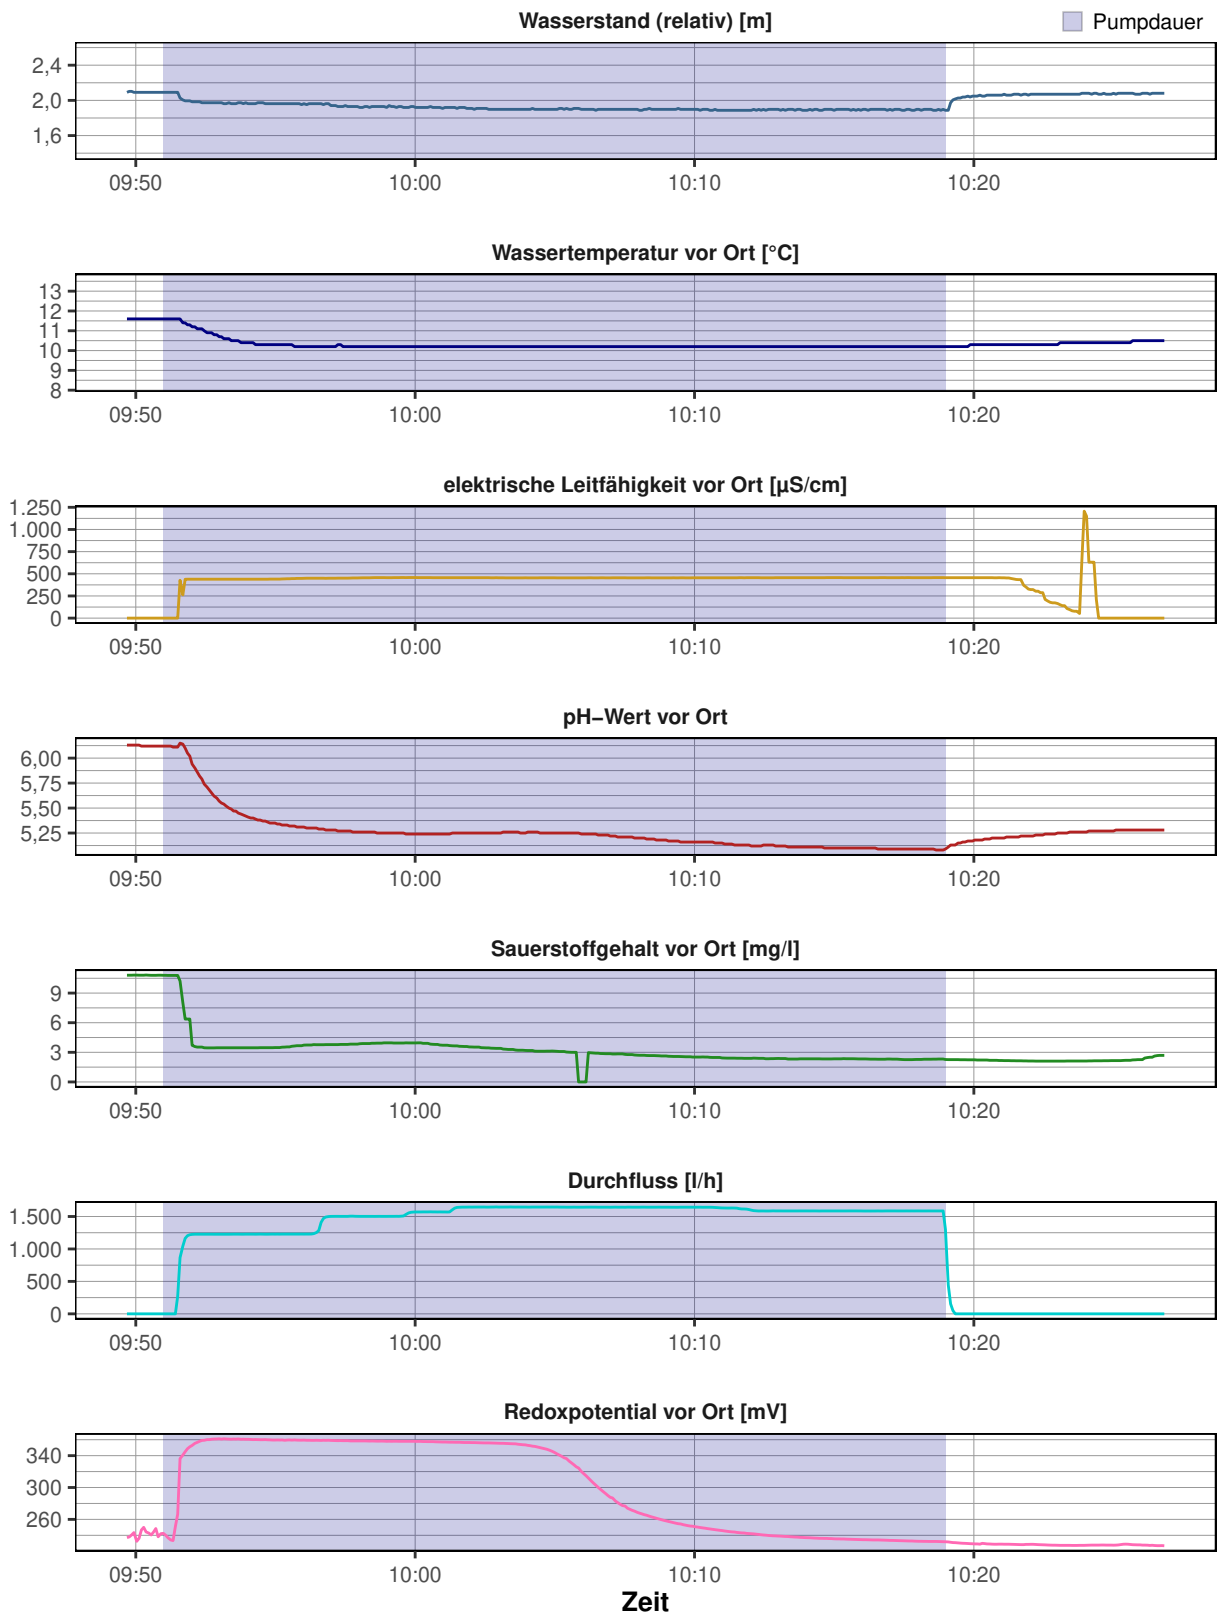 Wasserstand (relativ) [m]
Pumpdauer
2,4
2,0
1,6
09:50 10:00 10:10 10:20
Wassertemperatur vor Ort [°C]
13
12
11
10
9
8
09:50 10:00 10:10 10:20
elektrische Leitfähigkeit vor Ort [µS/cm]
1.250
1.000
750
500
250
0
09:50 10:00 10:10 10:20
pH−Wert vor Ort
6,00
5,75
5,50
5,25
09:50 10:00 10:10 10:20
Sauerstoffgehalt vor Ort [mg/l]
9
6
3
0
09:50 10:00 10:10 10:20
Durchfluss [l/h]
1.500
1.000
500
0
09:50 10:00 10:10 10:20
Redoxpotential vor Ort [mV]
340
300
260
09:50 10:00 10:10 10:20
Zeit